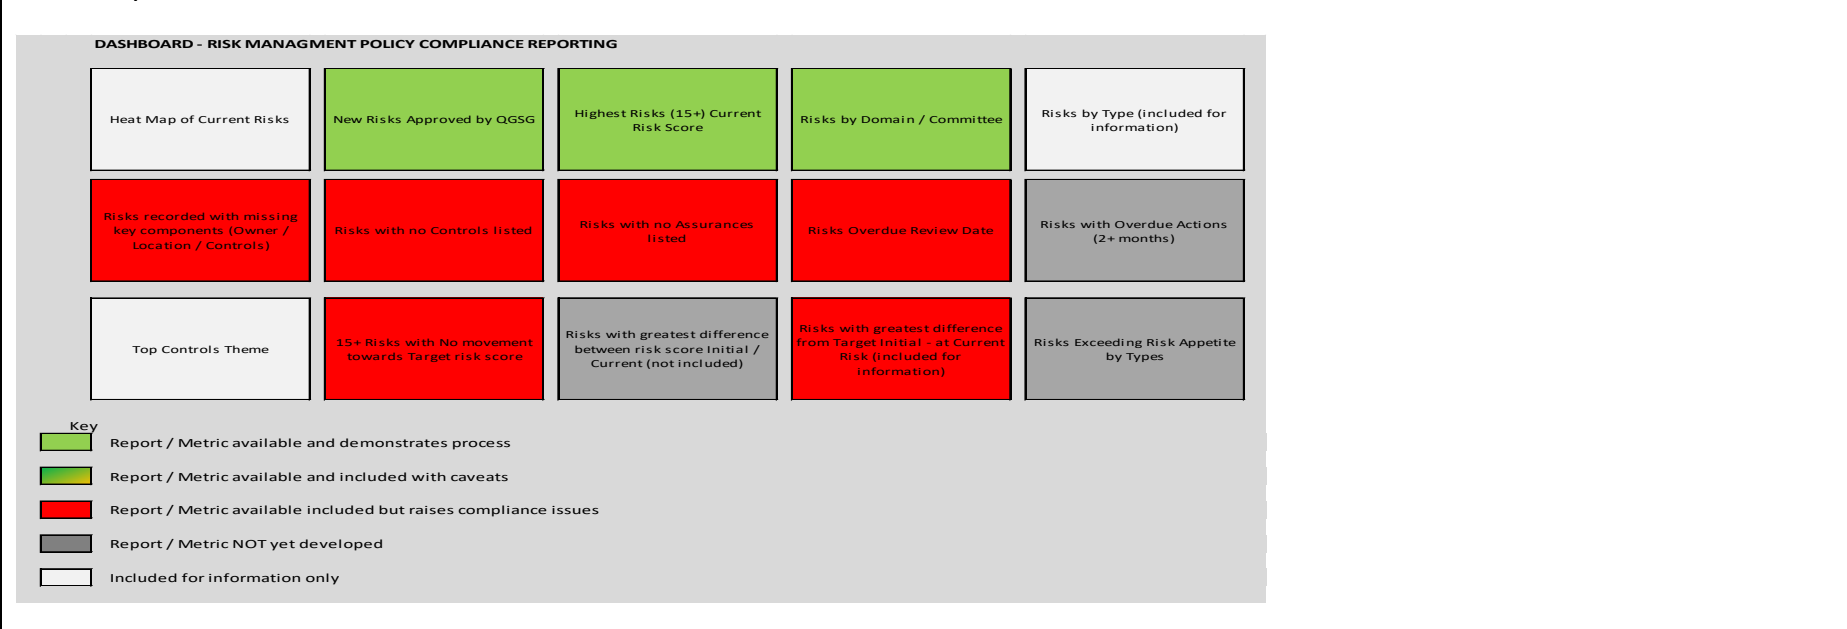 DASHBOARD - RISK MANAGMENT POLICY COMPLIANCE REPORTING
Heat Map of Current Risks
New Risks Approved by QGSG
Highest Risks (15+) Current
Risk Score
Risks by Domain / Committee
Risks by Type (included for
information)
Risks recorded with missing
key components (Owner /
Location / Controls)
Risks with no Controls listed
Risks with no Assurances
listed
Risks Overdue Review Date
Risks with Overdue Actions
(2+ months)
Top Controls Theme
15+ Risks with No movement
towards Target risk score
Risks with greatest difference
between risk score Initial /
Current (not included)
Risks with greatest difference
from Target Initial - at Current
Risk (included for
information)
Risks Exceeding Risk Appetite
by Types
Key
Report / Metric available and demonstrates process
Report / Metric available and included with caveats
Report / Metric available included but raises compliance issues
Report / Metric NOT yet developed
Included for information only